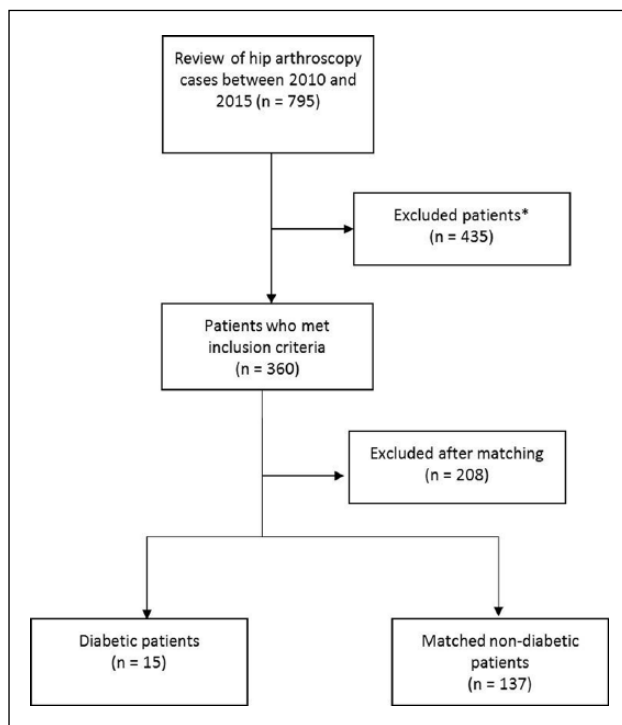 Review of hip arthroscopy
cases between 2010 and
2015 (n = 795)
Excluded patients*
(n = 435)
Patients who met
inclusion criteria
(n = 360)
Excluded after matching
(n = 208)
Diabetic patients
(n = 15)
Matched non-diabetic
patients
(n = 137)